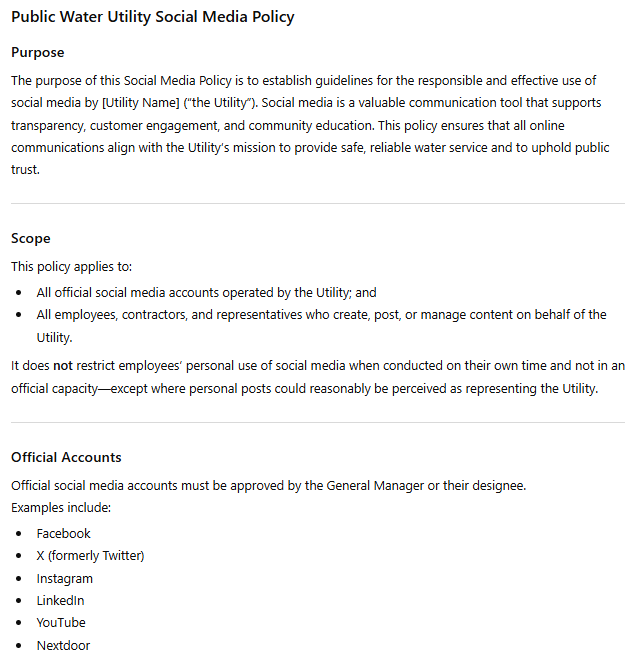 Public Water Utility Social Media Policy
Purpose
The purpose of this Social Media Policy is to establish guidelines for the responsible and effective use of
social media by [Utility Name] (“the Utility”). Social media is a valuable communication tool that supports
transparency, customer engagement, and community education. This policy ensures that all online
communications align with the Utility’s mission to provide safe, reliable water service and to uphold public
trust.
Scope
This policy applies to:
• All official social media accounts operated by the Utility; and
• All employees, contractors, and representatives who create, post, or manage content on behalf of the
Utility.
It does not restrict employees’ personal use of social media when conducted on their own time and not in an
official capacity—except where personal posts could reasonably be perceived as representing the Utility.
Official Accounts
Official social media accounts must be approved by the General Manager or their designee.
Examples include:
• Facebook
• X (formerly Twitter)
• Instagram
• LinkedIn
• YouTube
• Nextdoor